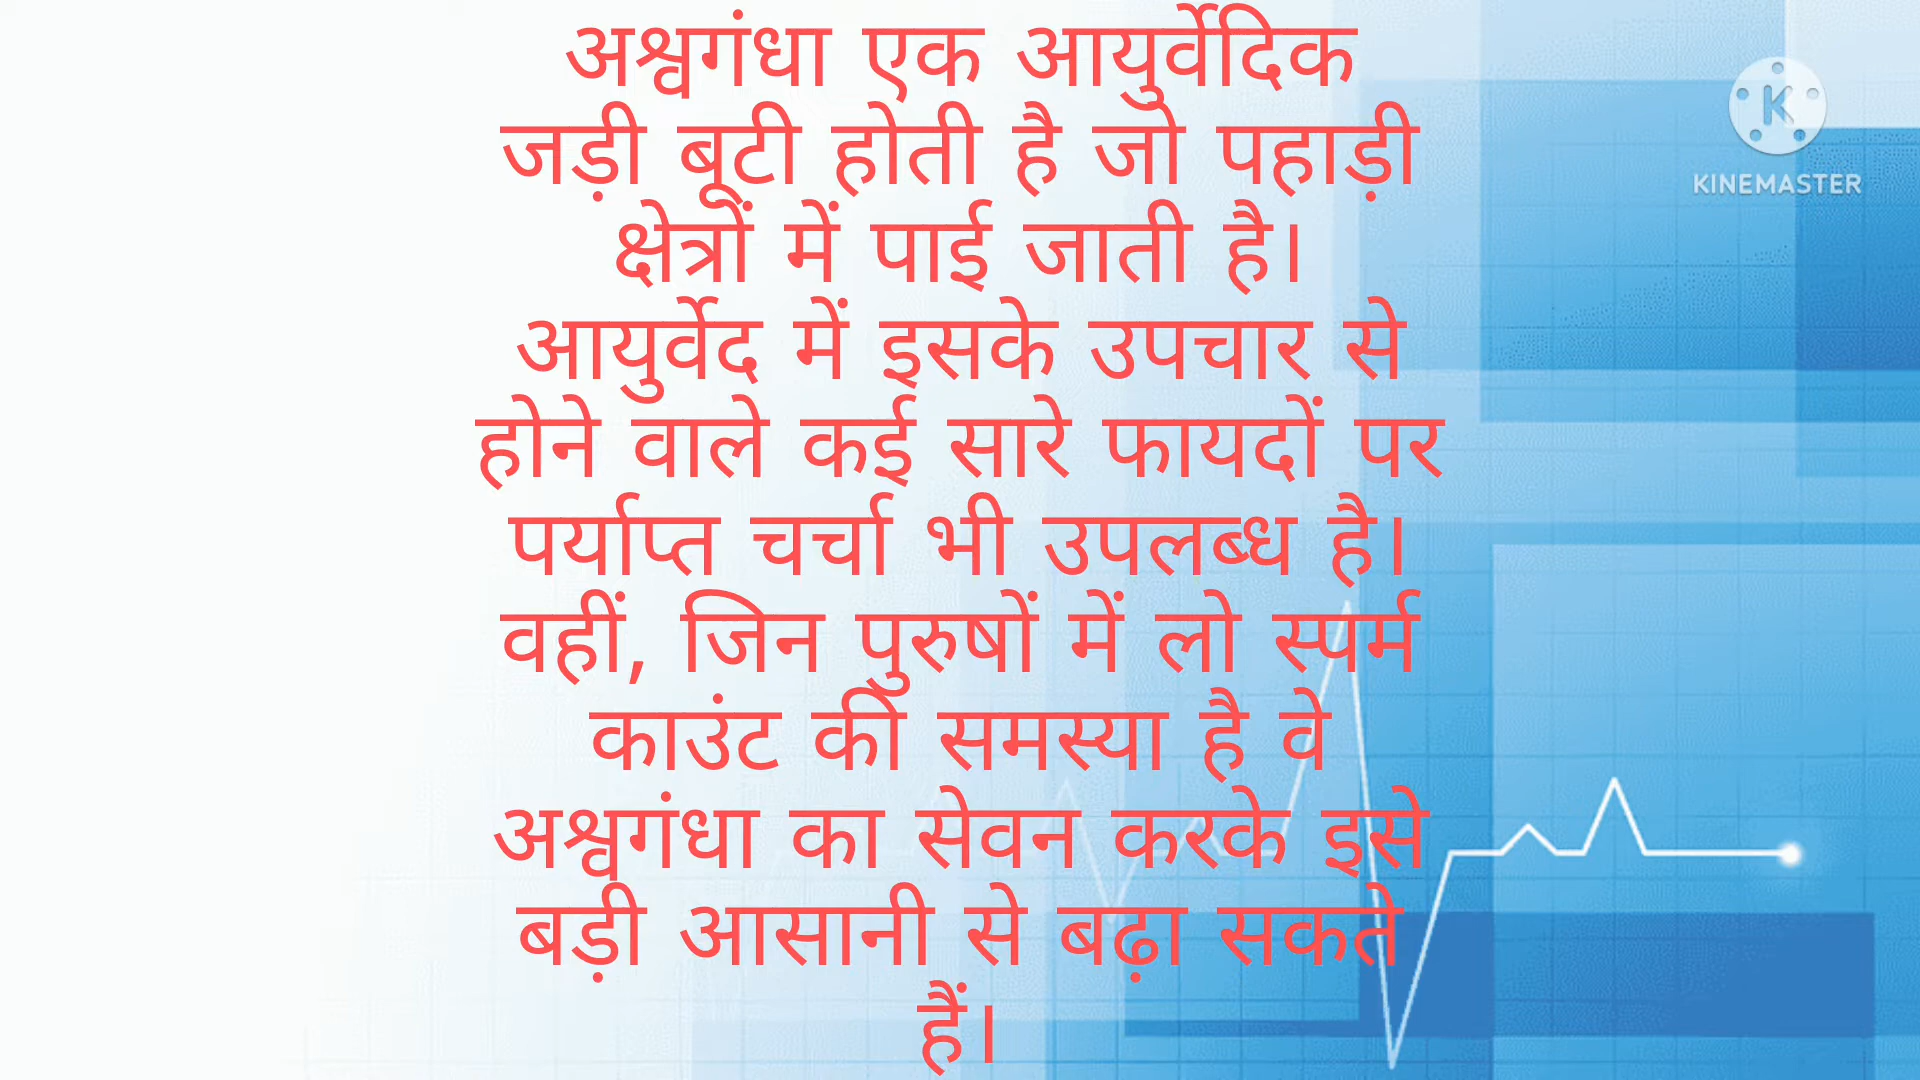 अश्वगंधा एक आयुर्वेदिक
जड़ी बूटी होती है जो पहाड़ी
क्षेत्रों में पाई जाती है।
आयुर्वेद में इसके उपचार से
होने वाले कई सारे फायदों पर
पर्याप्त चर्चा भी उपलब्ध है।
वहीं, जिन पुरुषों में लो स्पर्म
काउंट की समस्या है वे
अश्वगंधा का सेवन करके इसे
बड़ी आसानी से बढ़ा सकते
हैं।
K
KINEMASTER